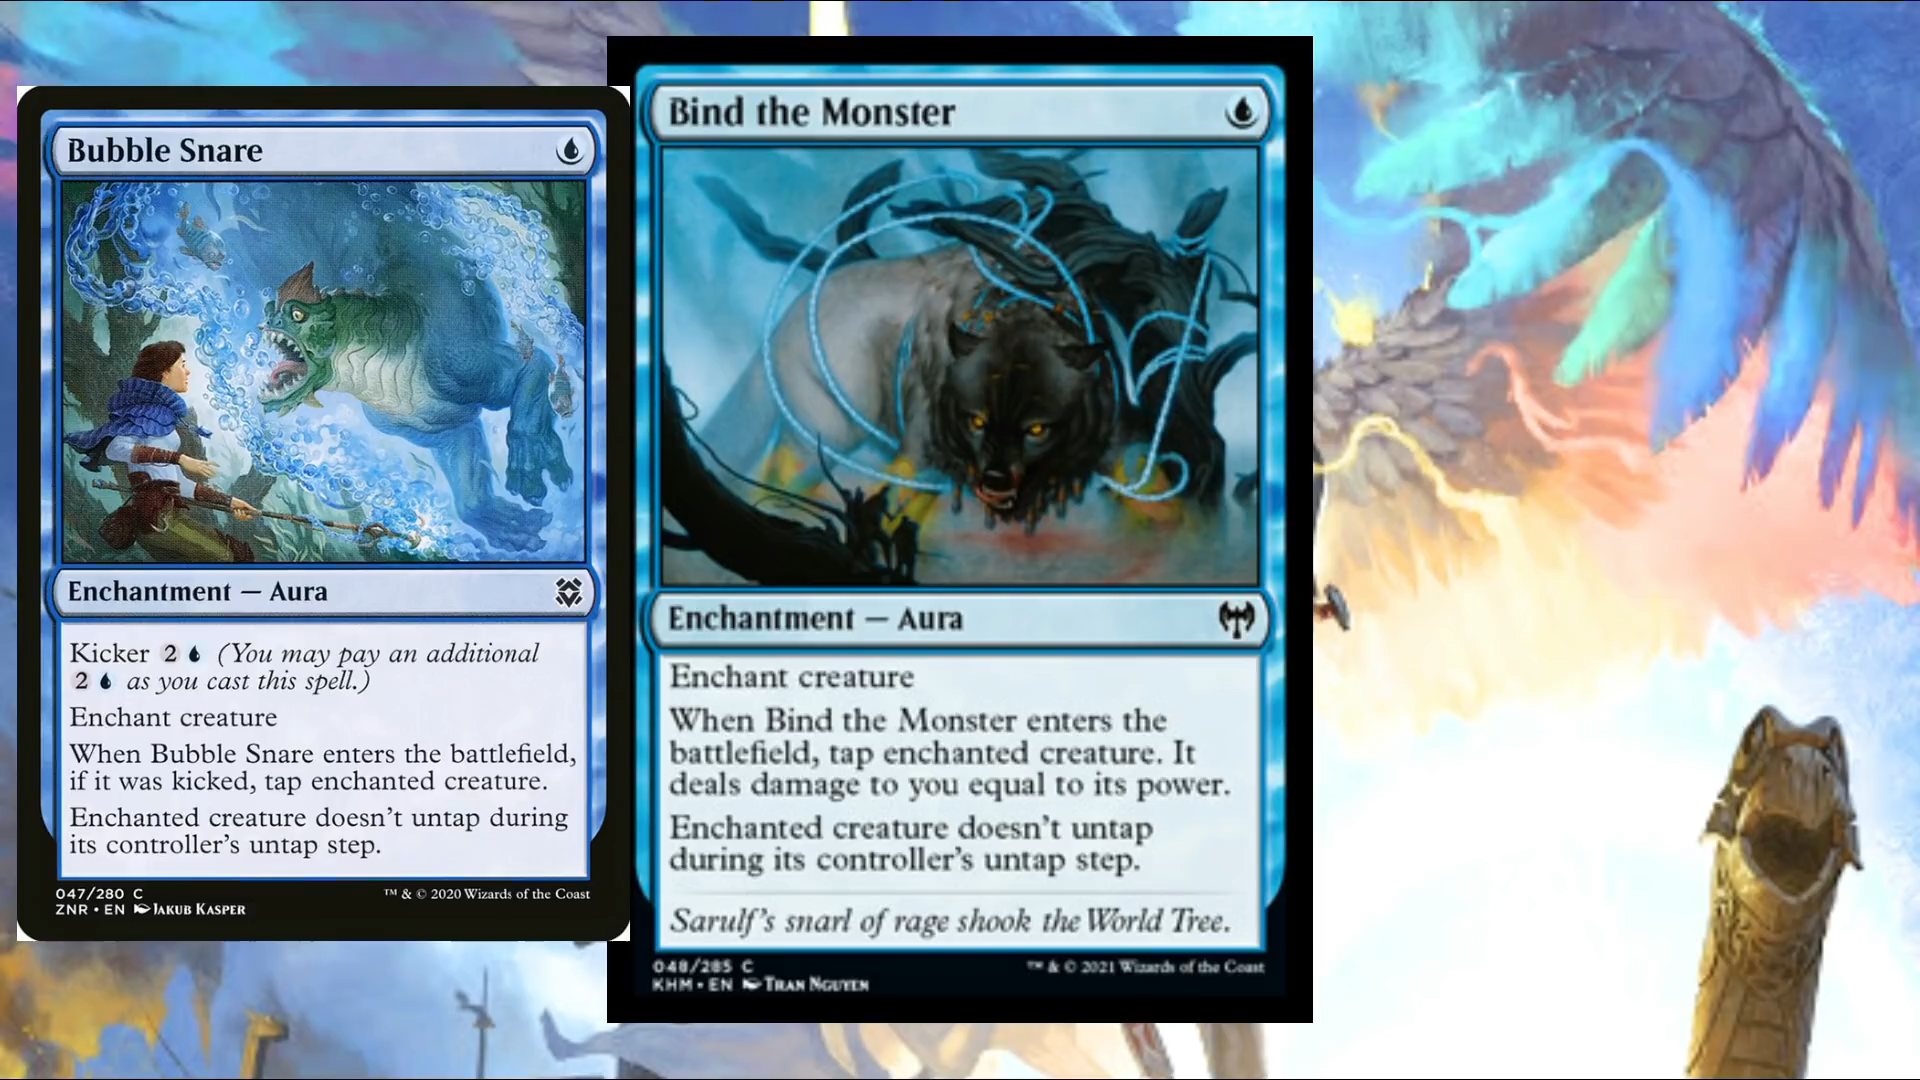 Bubble Snare
Enchantment — Aura
Kicker 2 (You may pay an additional
2 as you cast this spell.)
Enchant creature
When Bubble Snare enters the battlefield,
if it was kicked, tap enchanted creature.
Enchanted creature doesn't untap during
its controller's untap step.
047/280 C
ZNR • EN Jakub Kasper
™ & © 2020 Wizards of the Coast
Bind the Monster
Enchantment — Aura
Enchant creature
When Bind the Monster enters the
battlefield, tap enchanted creature. It
deals damage to you equal to its power.
Enchanted creature doesn't untap
during its controller's untap step.
Sarulf's snarl of rage shook the World Tree.
048/285 C
KHM • EN Tran Nguyen
™ & © 2021 Wizards of the Coast